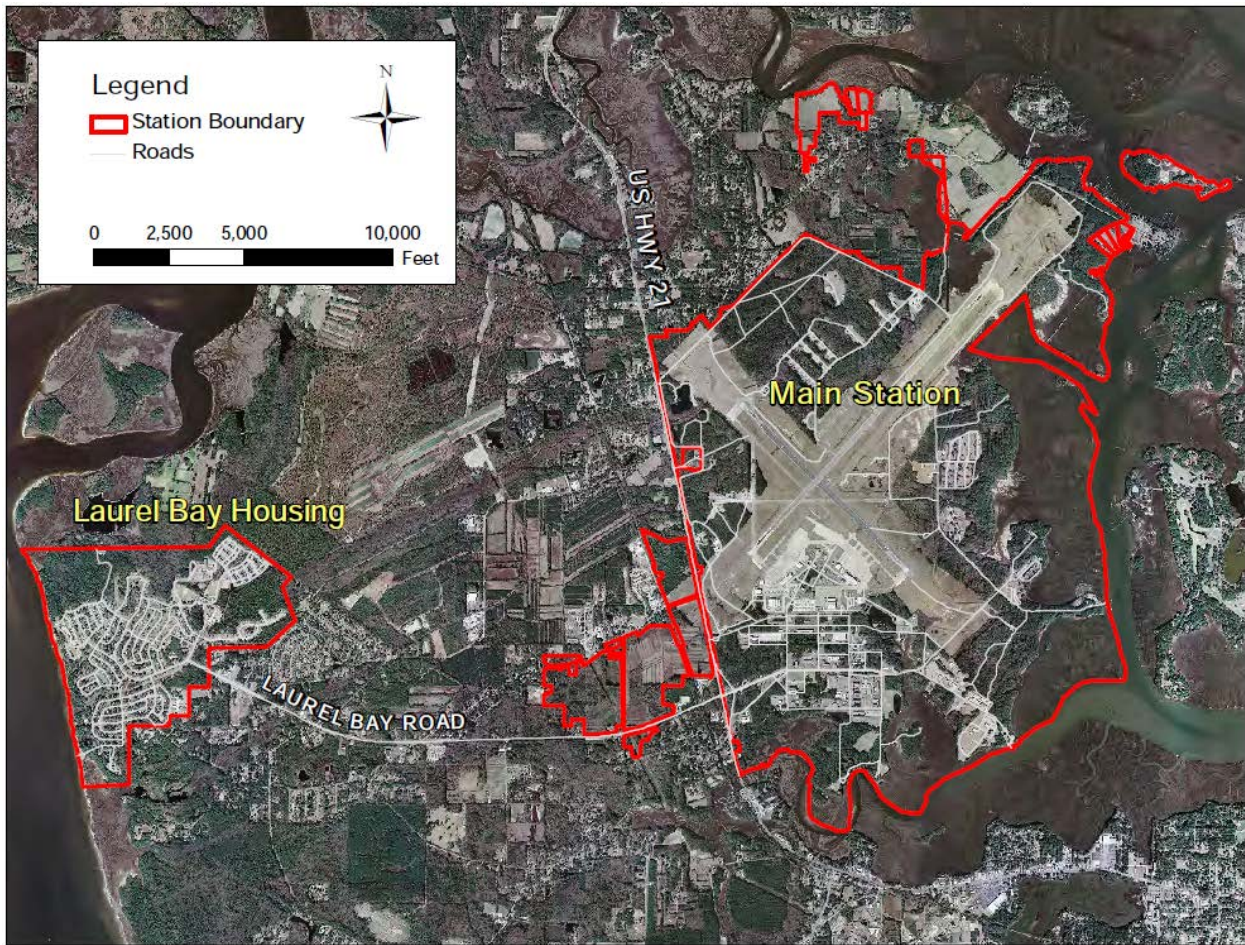 Legend
N
Station Boundary
Roads
0 2,500 5,000 10,000
Feet
US HWY 21
Main Station
Laurel Bay Housing
LAUREL BAY ROAD